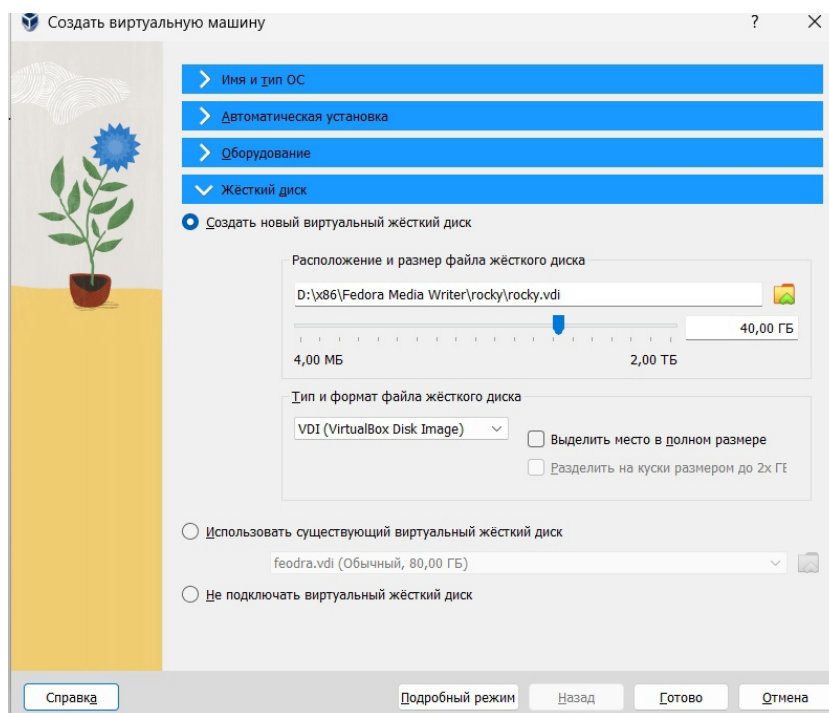 Создать виртуальную машину
Имя и тип ОС
Автоматическая установка
Оборудование
Жёсткий диск
Создать новый виртуальный жёсткий диск
Расположение и размер файла жёсткого диска
D:\x86\Fedora Media Writer\rocky\rocky.vdi
40,00 ГБ
4,00 МБ 2,00 ТБ
Тип и формат файла жёсткого диска
VDI (VirtualBox Disk Image)
Выделить место в полном размере
Разделить на куски размером до 2х ГБ
Использовать существующий виртуальный жёсткий диск
feodra.vdi (Обычный, 80,00 ГБ)
Не подключать виртуальный жёсткий диск
Справка Подробный режим Назад Готово Отмена